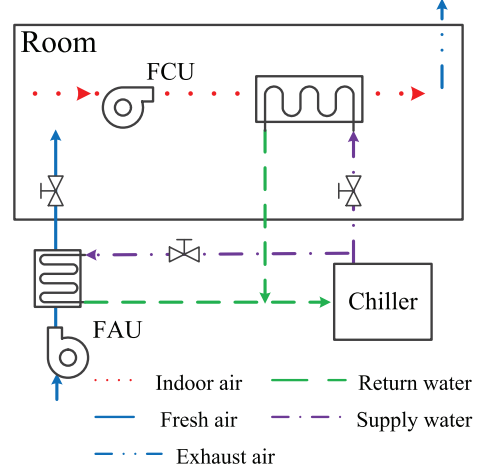 Room
FCU
Chiller
FAU
Indoor air
Return water
Fresh air
Supply water
Exhaust air